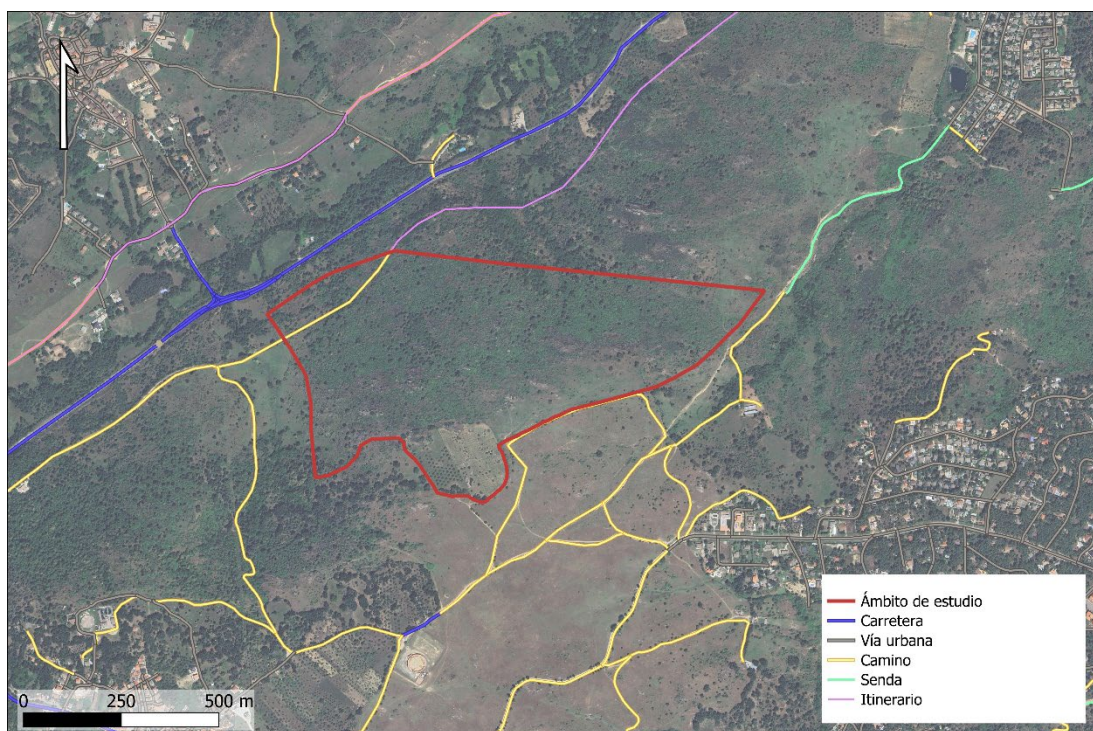 Ámbito de estudio
Carretera
Vía urbana
Camino
Senda
Itinerario
0 250 500 m